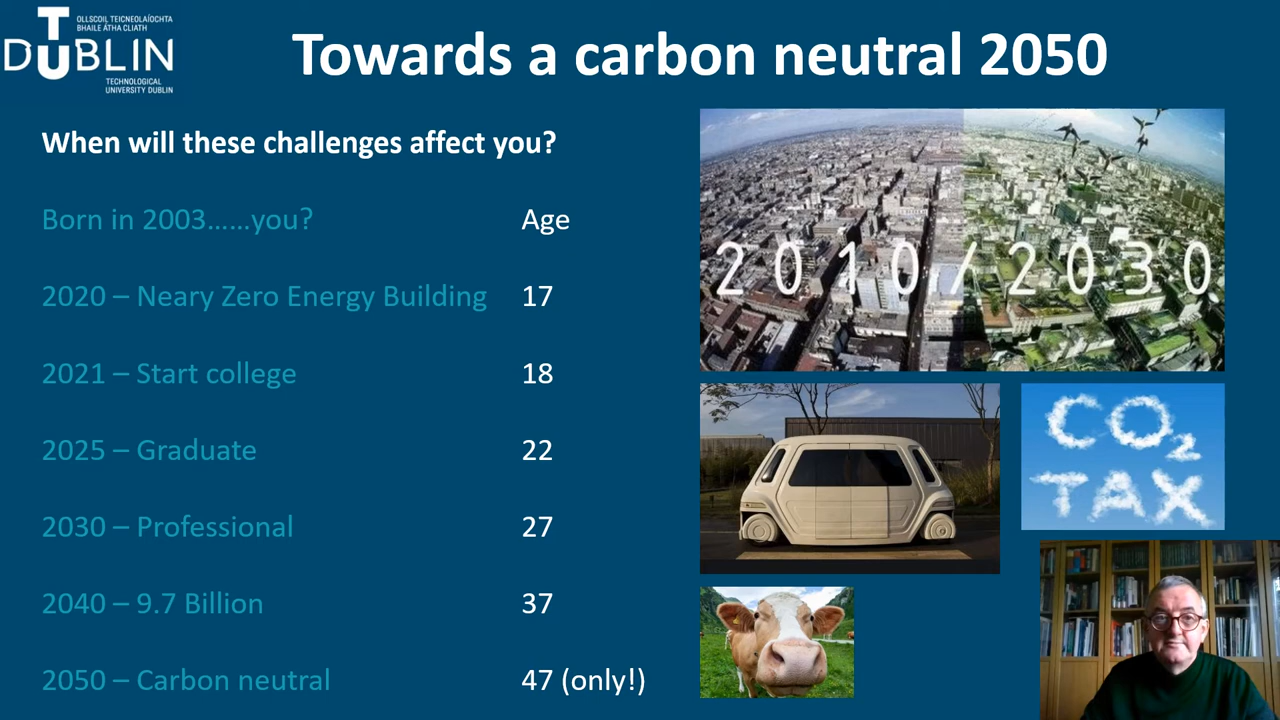 OLLSCOIL TEICNEOLAÍOCHTA
BHAILE ÁTHA CLIATH
TU DUBLIN
TECHNOLOGICAL
UNIVERSITY DUBLIN
Towards a carbon neutral 2050
When will these challenges affect you?
Born in 2003……you? Age
2020 – Neary Zero Energy Building 17
2021 – Start college 18
2025 – Graduate 22
2030 – Professional 27
2040 – 9.7 Billion 37
2050 – Carbon neutral 47 (only!)
2010/2030
CO2
TAX